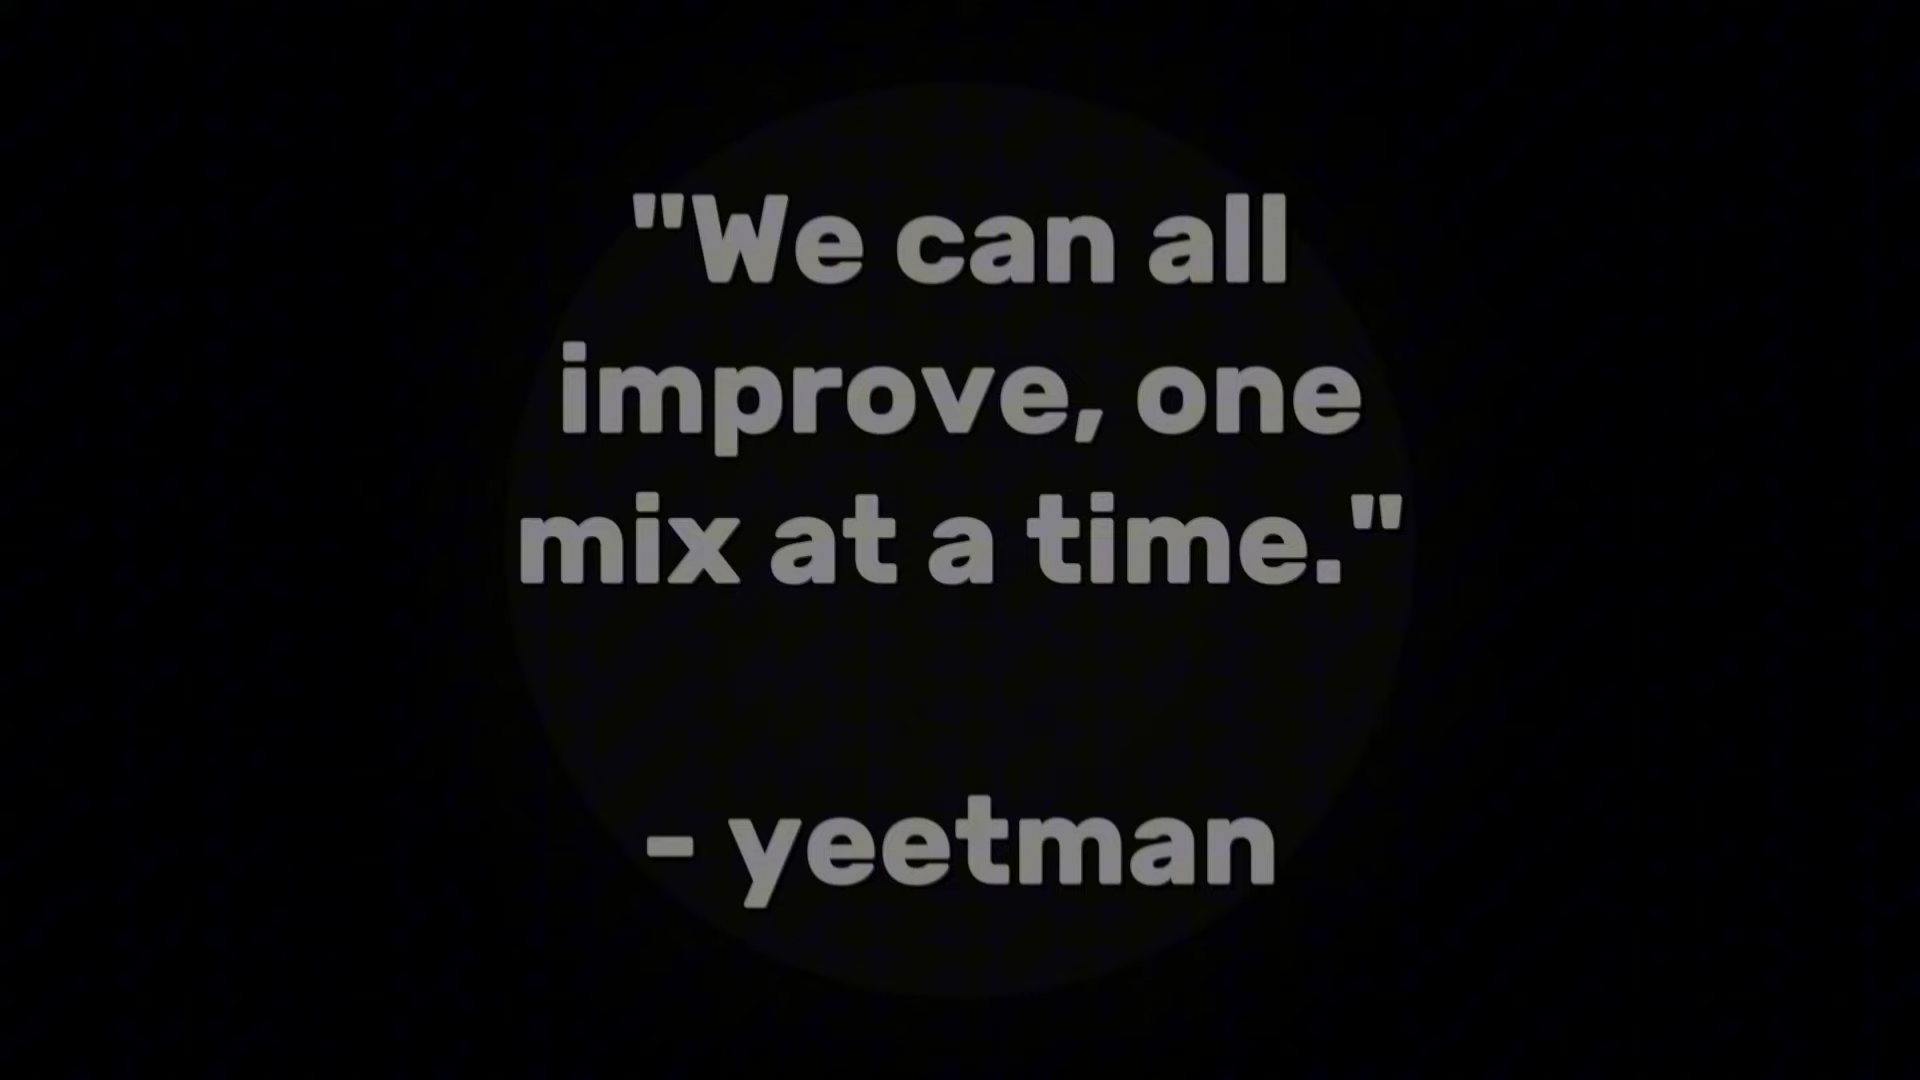 "We can all
improve, one
mix at a time."
- yeetman